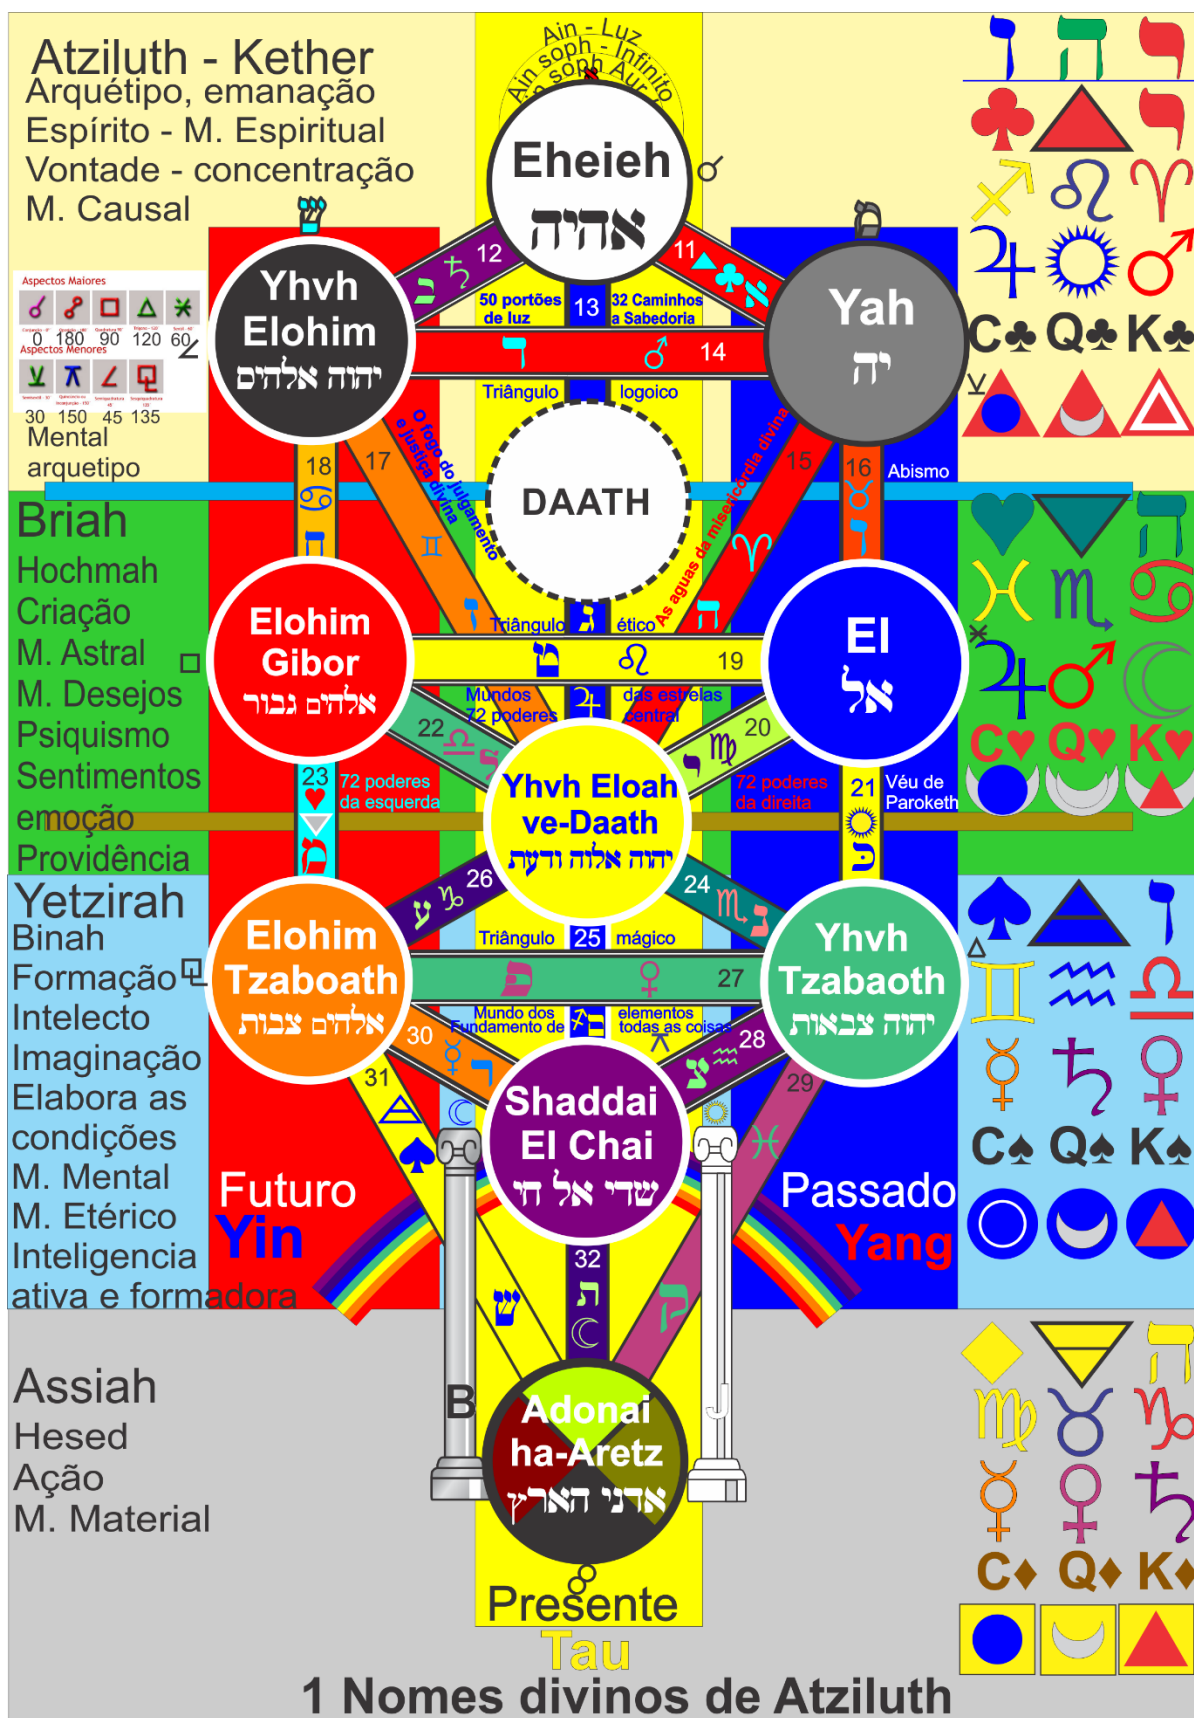 Ain - Luz
Ain soph - Infinito
Ain soph Aur
Atziluth - Kether
Arquétipo, emanação
Espírito - M. Espiritual
Vontade - concentração
M. Causal
Eheieh
אהיה
ו ה י
י
12
ב
11
א
13
ש
מ
Yhvh
Elohim
יהוה אלהים
Yah
יה
50 portões
de luz
32 Caminhos
a Sabedoria
ד
14
Triângulo
logoico
Aspectos Maiores
0 180 90 120 60
Aspectos Menores
30 150 45 135
Mental
arquetipo
C♣ Q♣ K♣
O fogo do julgamento
e justiça divina
As aguas da misericórdia divina
18
17
15
16
Abismo
DAATH
ח
ו
ז
ה
ג
Briah
Hochmah
Criação
M. Astral
M. Desejos
Psiquismo
Sentimentos
emoção
Providência
ה
Elohim
Gibor
אלהים גבור
Triângulo
ético
ט
19
El
אל
Mundos
72 poderes
das estrelas
central
22
ל
20
י
C♥ Q♥ K♥
23
72 poderes
da esquerda
72 poderes
da direita
21
Véu de
Paroketh
מ
כ
Yhvh Eloah
ve-Daath
יהוה אלוה ודעת
Yetzirah
Binah
Formação
Intelecto
Imaginação
Elabora as
condições
M. Mental
M. Etérico
Inteligencia
ativa e formadora
ו
26
ע
24
נ
Elohim
Tzaboath
אלהים צבות
Triângulo
25
mágico
פ
27
Yhvh
Tzabaoth
יהוה צבאות
Mundo dos
Fundamento de
elementos
todas as coisas
30
ר
28
צ
31
29
Shaddai
El Chai
שדי אל חי
C♠ Q♠ K♠
Futuro
Yin
Passado
Yang
32
ת
ש
ק
Assiah
Hesed
Ação
M. Material
ה
B
J
Adonai
ha-Aretz
אדני הארץ
C♦ Q♦ K♦
Presente
Tau
1 Nomes divinos de Atziluth